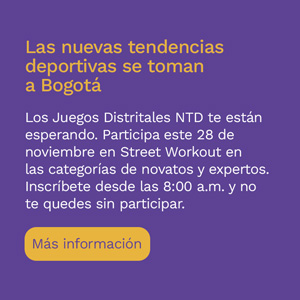 Las nuevas tendencias
deportivas se toman
a Bogotá
Los Juegos Distritales NTD te están
esperando. Participa este 28 de
noviembre en Street Workout en
las categorías de novatos y expertos.
Inscríbete desde las 8:00 a.m. y no
te quedes sin participar.
Más información